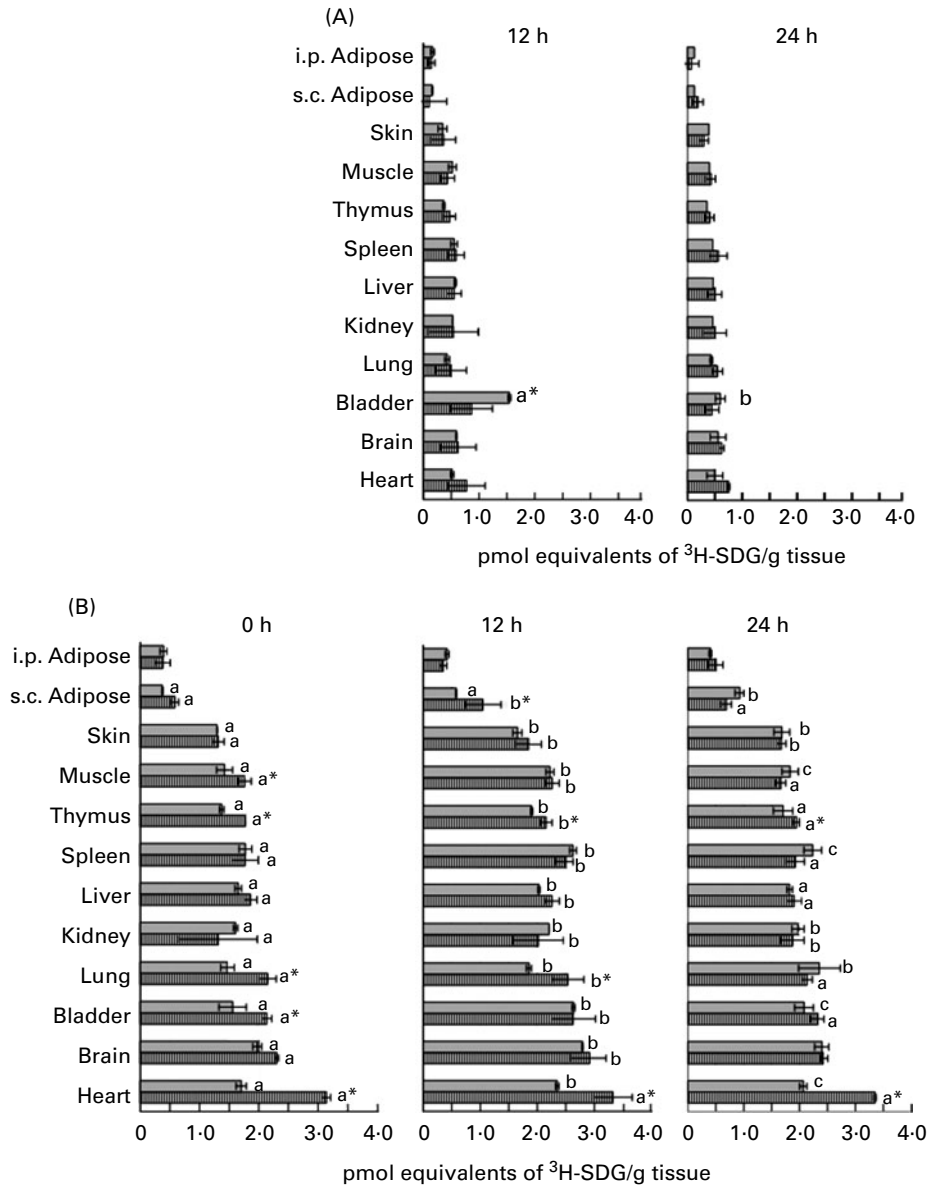 (A)
12 h 24 h
i.p. Adipose
s.c. Adipose
Skin
Muscle
Thymus
Spleen
Liver
Kidney
Lung
Bladder a* b
Brain
Heart
0 1·0 2·0 3·0 4·0 0 1·0 2·0 3·0 4·0
pmol equivalents of ³H-SDG/g tissue
(B)
0 h 12 h 24 h
i.p. Adipose
s.c. Adipose a a b
a b* a
Skin a b b
a b b
Muscle a b c
a* b a
Thymus a b a
a* b* a*
Spleen a b c
a b a
Liver a b a
a b a
Kidney a b
a b b
Lung a b b
a* b* a
Bladder a b c
a* b a
Brain a b
a b
Heart a b c
a* a* a*
0 1·0 2·0 3·0 4·0 0 1·0 2·0 3·0 4·0 0 1·0 2·0 3·0 4·0
pmol equivalents of ³H-SDG/g tissue